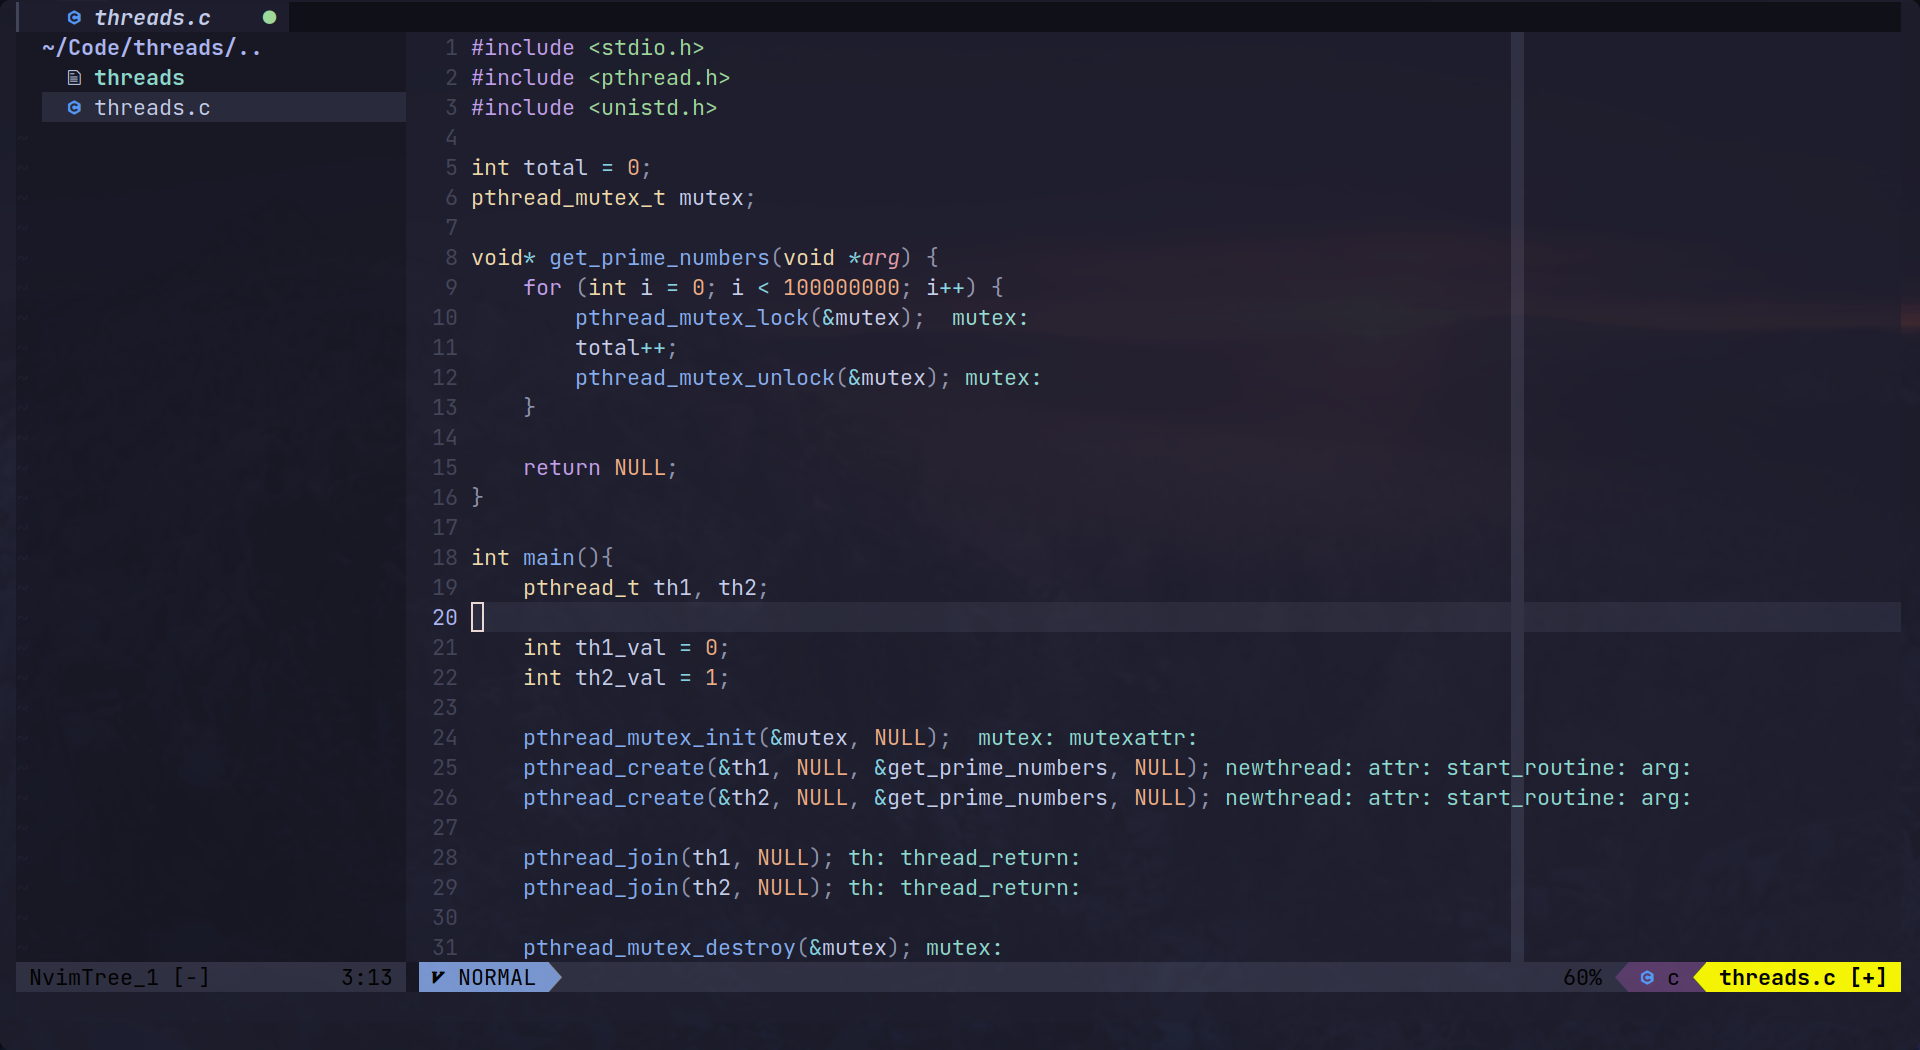 threads.c
~/Code/threads/..
threads
threads.c
1 #include <stdio.h>
2 #include <pthread.h>
3 #include <unistd.h>
4
5 int total = 0;
6 pthread_mutex_t mutex;
7
8 void* get_prime_numbers(void *arg) {
9     for (int i = 0; i < 100000000; i++) {
10         pthread_mutex_lock(&mutex);  mutex:
11         total++;
12         pthread_mutex_unlock(&mutex); mutex:
13     }
14
15     return NULL;
16 }
17
18 int main(){
19     pthread_t th1, th2;
20
21     int th1_val = 0;
22     int th2_val = 1;
23
24     pthread_mutex_init(&mutex, NULL);  mutex: mutexattr:
25     pthread_create(&th1, NULL, &get_prime_numbers, NULL); newthread: attr: start_routine: arg:
26     pthread_create(&th2, NULL, &get_prime_numbers, NULL); newthread: attr: start_routine: arg:
27
28     pthread_join(th1, NULL); th: thread_return:
29     pthread_join(th2, NULL); th: thread_return:
30
31     pthread_mutex_destroy(&mutex); mutex:
NvimTree_1 [-] 3:13 NORMAL 60% c threads.c [+]